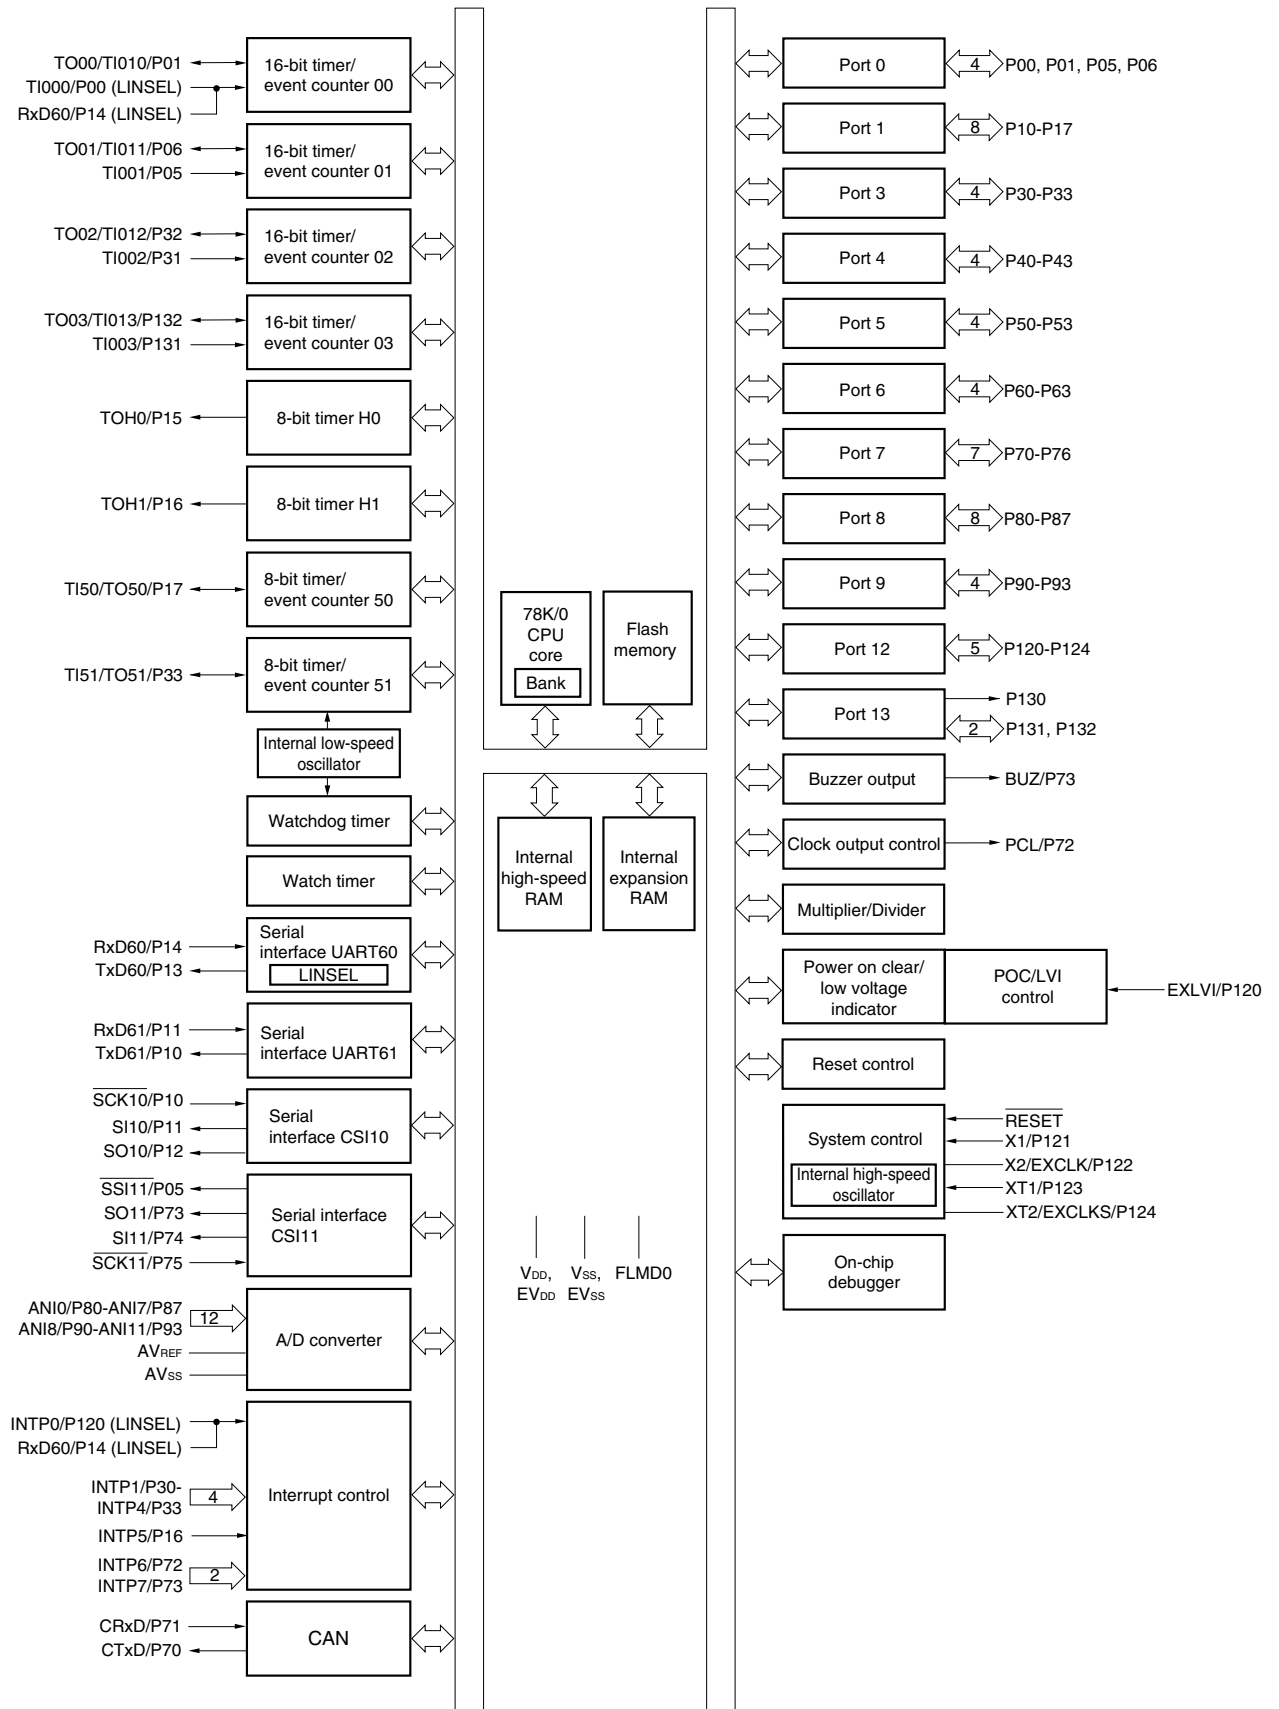 TO00/TI010/P01
TI000/P00 (LINSEL)
RxD60/P14 (LINSEL)
16-bit timer/
event counter 00
TO01/TI011/P06
TI001/P05
16-bit timer/
event counter 01
TO02/TI012/P32
TI002/P31
16-bit timer/
event counter 02
TO03/TI013/P132
TI003/P131
16-bit timer/
event counter 03
TOH0/P15
8-bit timer H0
TOH1/P16
8-bit timer H1
TI50/TO50/P17
8-bit timer/
event counter 50
TI51/TO51/P33
8-bit timer/
event counter 51
Internal low-speed
oscillator
Watchdog timer
Watch timer
RxD60/P14
TxD60/P13
Serial
interface UART60
LINSEL
RxD61/P11
TxD61/P10
Serial
interface UART61
SCK10/P10
SI10/P11
SO10/P12
Serial
interface CSI10
SSI11/P05
SO11/P73
SI11/P74
SCK11/P75
Serial interface
CSI11
ANI0/P80-ANI7/P87
ANI8/P90-ANI11/P93
12
AVREF
AVSS
A/D converter
INTP0/P120 (LINSEL)
RxD60/P14 (LINSEL)
INTP1/P30-
INTP4/P33
4
INTP5/P16
INTP6/P72
INTP7/P73
2
Interrupt control
CRxD/P71
CTxD/P70
CAN
78K/0
CPU
core
Bank
Flash
memory
Internal
high-speed
RAM
Internal
expansion
RAM
VDD,
EVDD
VSS,
EVSS
FLMD0
Port 0
4
P00, P01, P05, P06
Port 1
8
P10-P17
Port 3
4
P30-P33
Port 4
4
P40-P43
Port 5
4
P50-P53
Port 6
4
P60-P63
Port 7
7
P70-P76
Port 8
8
P80-P87
Port 9
4
P90-P93
Port 12
5
P120-P124
Port 13
P130
2
P131, P132
Buzzer output
BUZ/P73
Clock output control
PCL/P72
Multiplier/Divider
Power on clear/
low voltage
indicator
POC/LVI
control
EXLVI/P120
Reset control
System control
Internal high-speed
oscillator
RESET
X1/P121
X2/EXCLK/P122
XT1/P123
XT2/EXCLKS/P124
On-chip
debugger